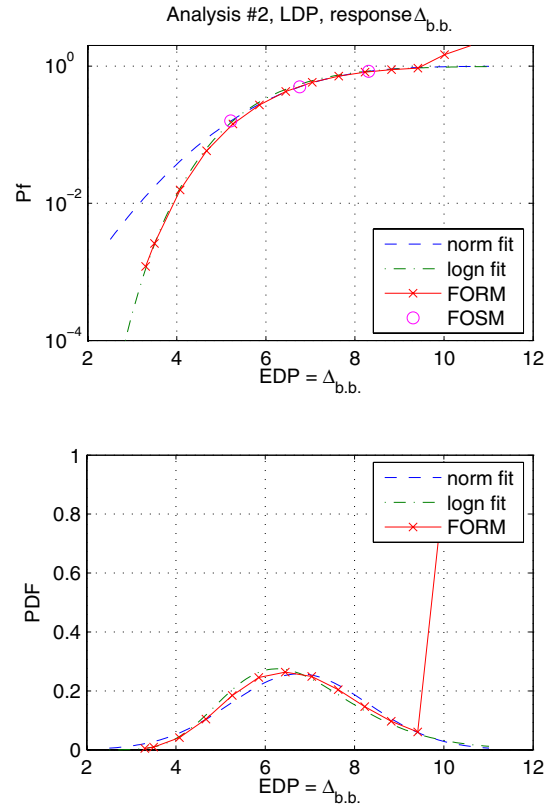 Analysis #2, LDP, response Δb.b.
10^0
10^-2
10^-4
Pf
norm fit
logn fit
FORM
FOSM
2 4 6 8 10 12
EDP = Δb.b.
1
0.8
0.6
0.4
0.2
0
PDF
norm fit
logn fit
FORM
2 4 6 8 10 12
EDP = Δb.b.